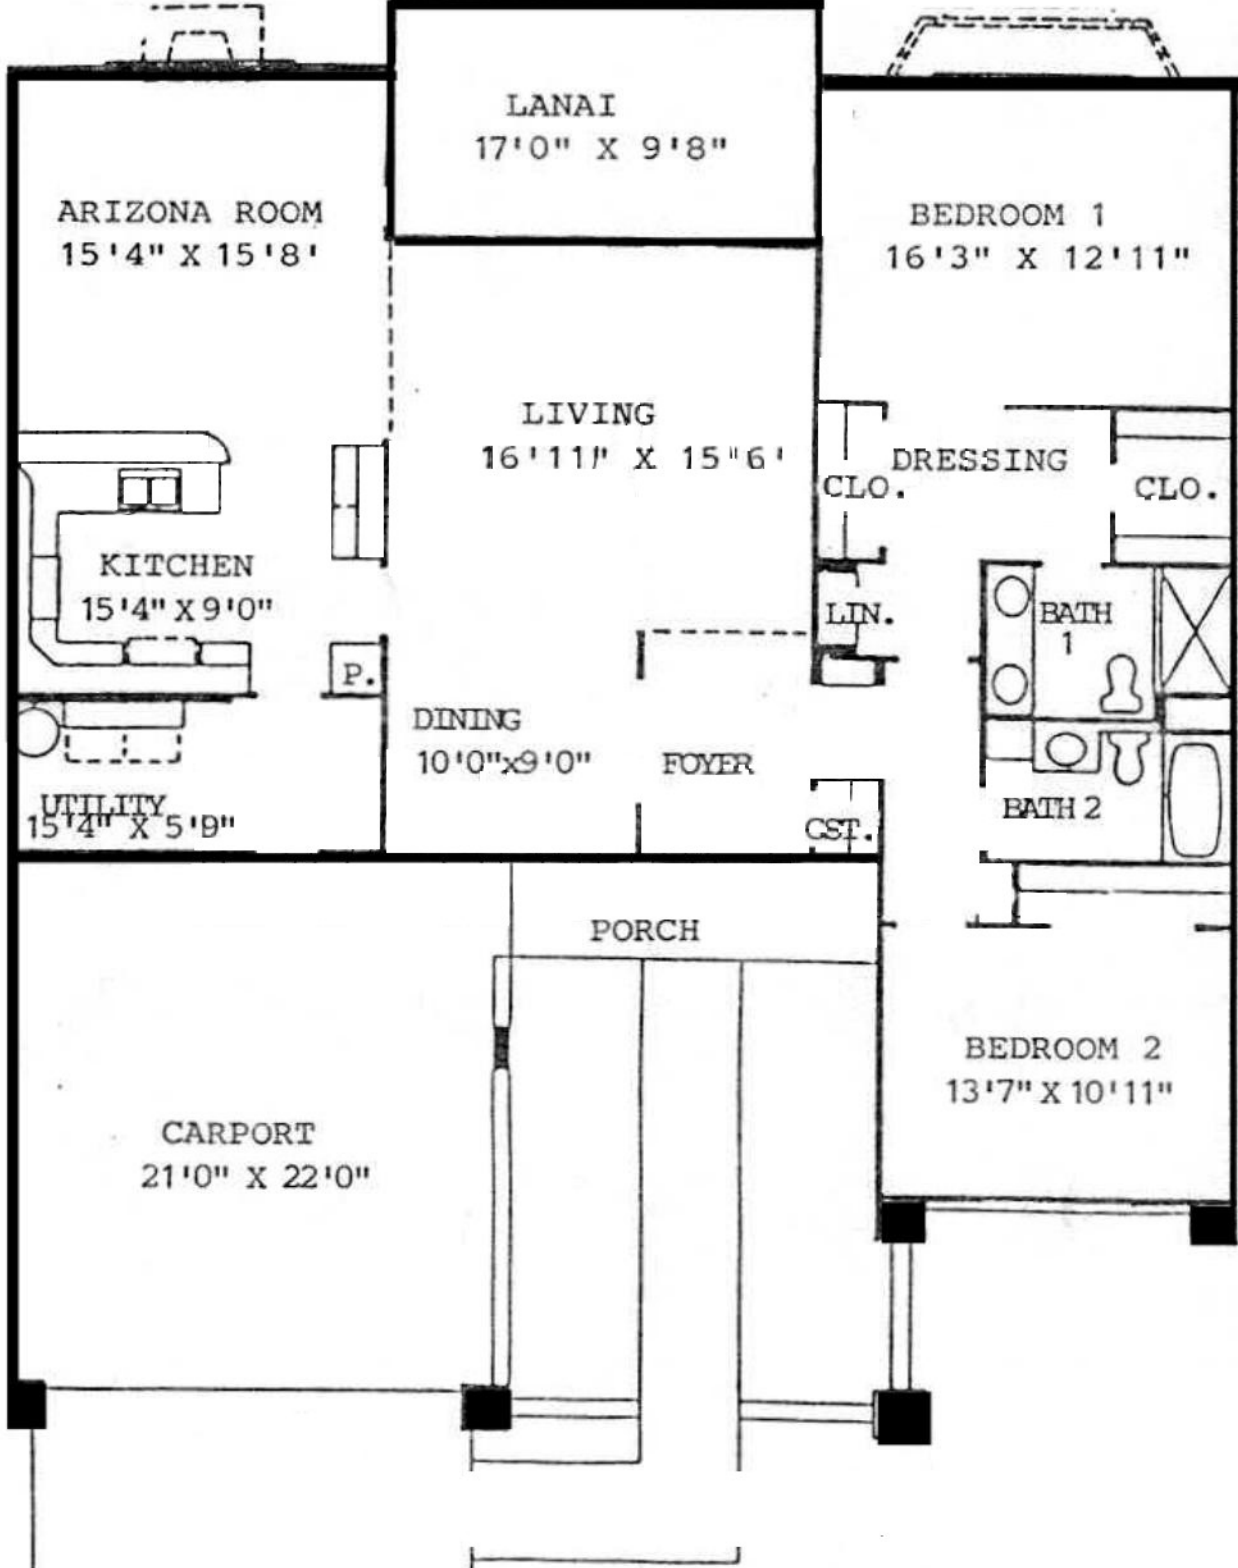 LANAI
17'0" X 9'8"
ARIZONA ROOM
15'4" X 15'8'
BEDROOM 1
16'3" X 12'11"
LIVING
16'11" X 15"6'
DRESSING
CLO.
CLO.
KITCHEN
15'4" X 9'0"
LIN.
BATH
1
P.
DINING
10'0"x9'0"
FOYER
UTILITY
15'4" X 5'9"
CST.
BATH 2
PORCH
BEDROOM 2
13'7" X 10'11"
CARPORT
21'0" X 22'0"